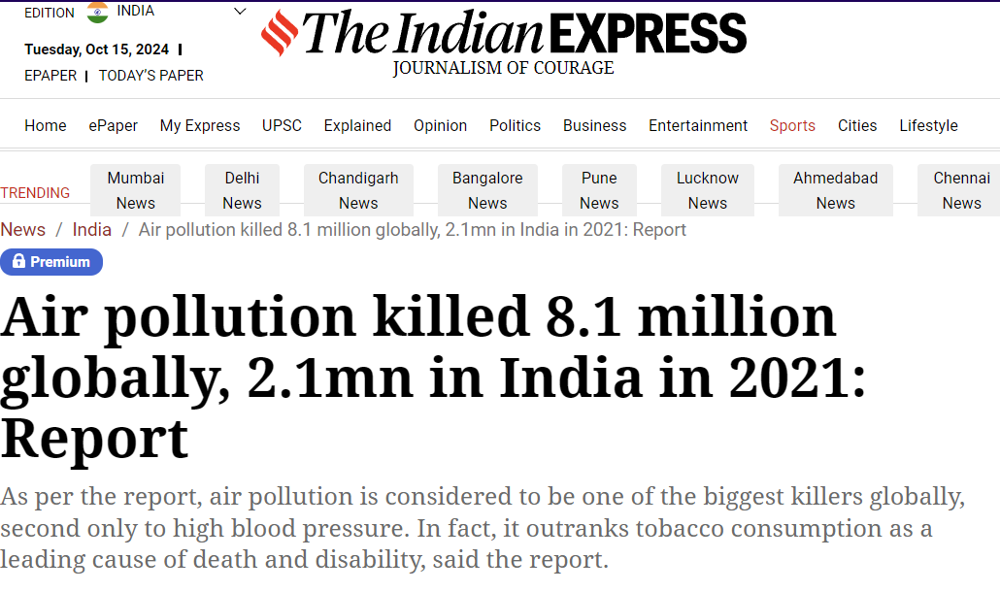 EDITION INDIA
Tuesday, Oct 15, 2024 |
EPAPER | TODAY'S PAPER
The Indian EXPRESS
JOURNALISM OF COURAGE
Home ePaper My Express UPSC Explained Opinion Politics Business Entertainment Sports Cities Lifestyle
TRENDING
Mumbai News
Delhi News
Chandigarh News
Bangalore News
Pune News
Lucknow News
Ahmedabad News
Chennai News
News / India / Air pollution killed 8.1 million globally, 2.1mn in India in 2021: Report
Premium
Air pollution killed 8.1 million
globally, 2.1mn in India in 2021:
Report
As per the report, air pollution is considered to be one of the biggest killers globally,
second only to high blood pressure. In fact, it outranks tobacco consumption as a
leading cause of death and disability, said the report.